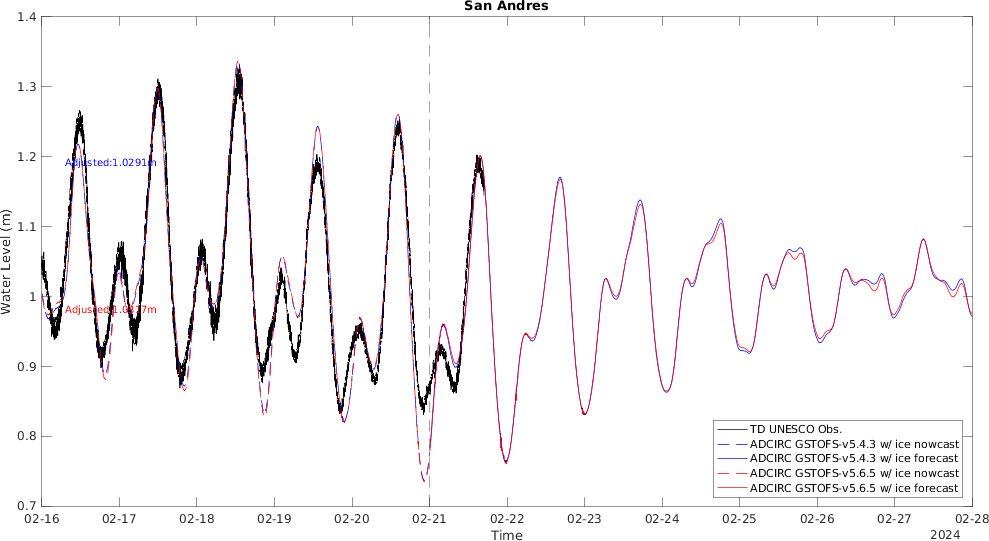 San Andres
Water Level (m)
1.4
1.3
1.2
1.1
1
0.9
0.8
0.7
Adjusted:1.0291m
TD UNESCO Obs.
ADCIRC GSTOFS-v5.4.3 w/ ice nowcast
ADCIRC GSTOFS-v5.4.3 w/ ice forecast
ADCIRC GSTOFS-v5.6.5 w/ ice nowcast
ADCIRC GSTOFS-v5.6.5 w/ ice forecast
02-16 02-17 02-18 02-19 02-20 02-21 02-22 02-23 02-24 02-25 02-26 02-27 02-28
Time
2024